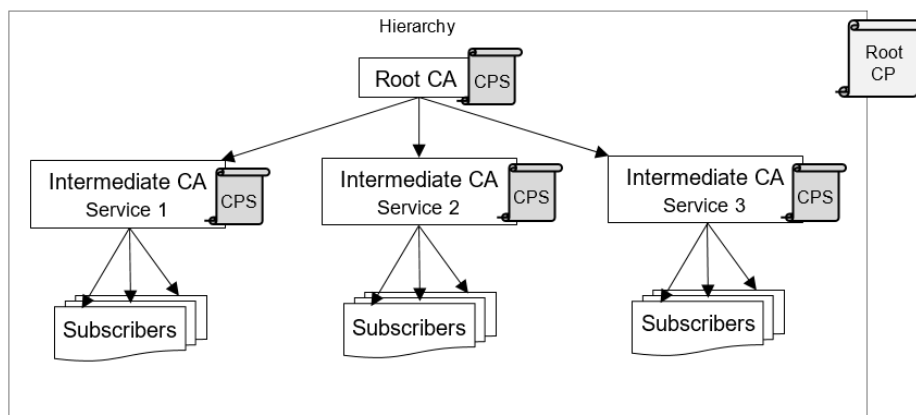 Hierarchy
Root
CP
Root CA
CPS
Intermediate CA
Service 1
CPS
Intermediate CA
Service 2
CPS
Intermediate CA
Service 3
CPS
Subscribers
Subscribers
Subscribers